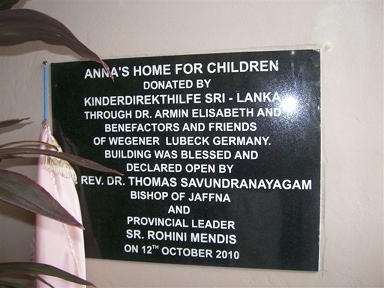 ANNA'S HOME FOR CHILDREN
DONATED BY
KINDERDIREKTHILFE SRI - LANKA
THROUGH DR. ARMIN ELISABETH AND
BENEFACTORS AND FRIENDS
OF WEGENER LUBECK GERMANY.
BUILDING WAS BLESSED AND
DECLARED OPEN BY
REV. DR. THOMAS SAVUNDRANAYAGAM
BISHOP OF JAFFNA
AND
PROVINCIAL LEADER
SR. ROHINI MENDIS
ON 12TH OCTOBER 2010